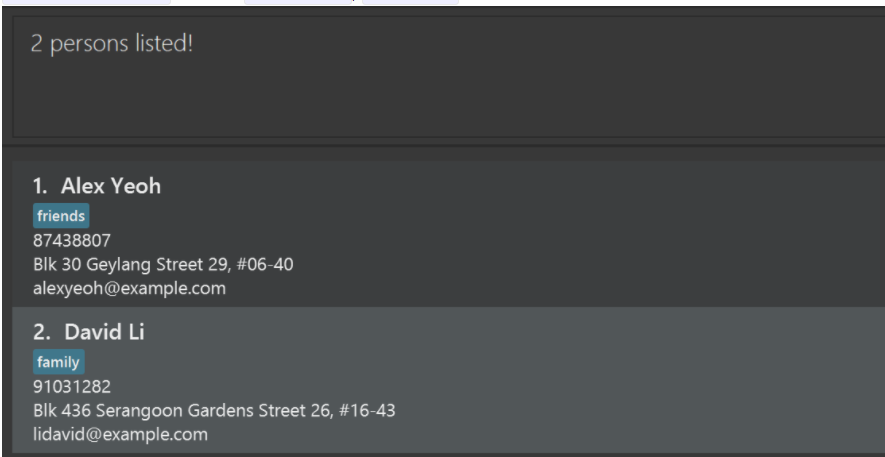 2 persons listed!
1. Alex Yeoh
friends
87438807
Blk 30 Geylang Street 29, #06-40
alexyeoh@example.com
2. David Li
family
91031282
Blk 436 Serangoon Gardens Street 26, #16-43
lidavid@example.com